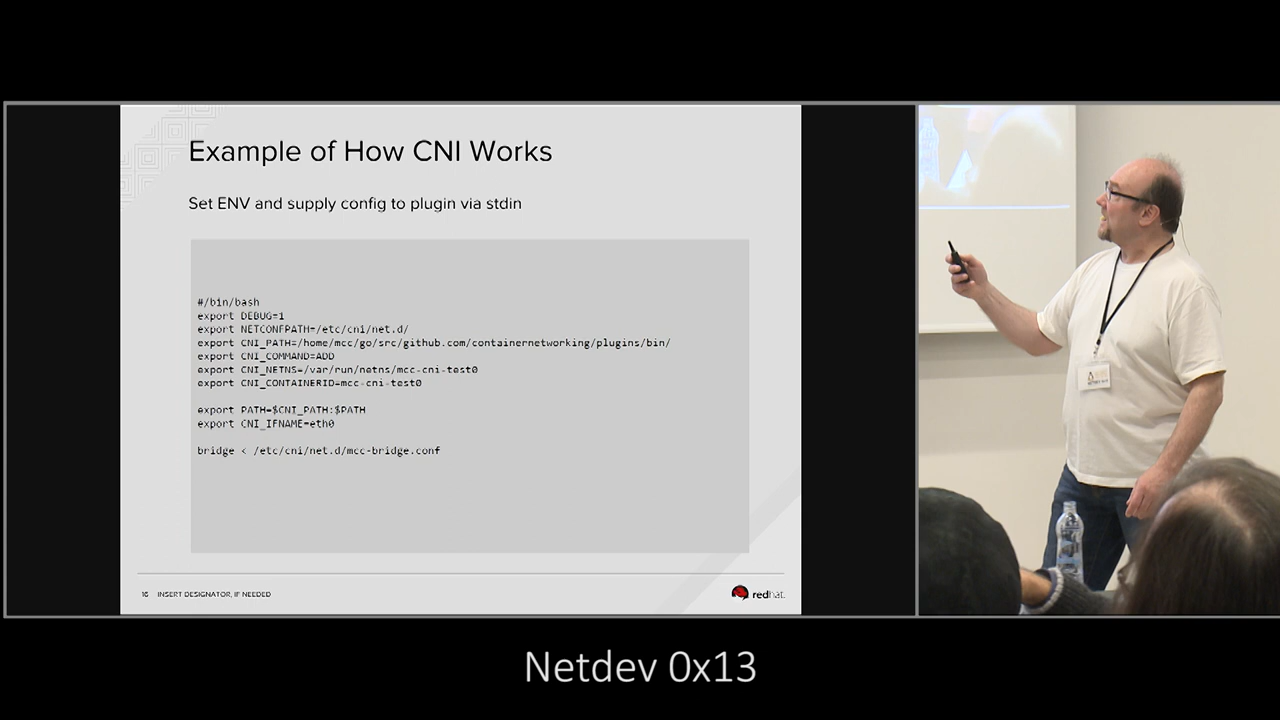 Example of How CNI Works
Set ENV and supply config to plugin via stdin
#/bin/bash
export DEBUG=1
export NETCONFPATH=/etc/cni/net.d/
export CNI_PATH=/home/mcc/go/src/github.com/containernetworking/plugins/bin/
export CNI_COMMAND=ADD
export CNI_NETNS=/var/run/netns/mcc-cni-test0
export CNI_CONTAINERID=mcc-cni-test0
export PATH=$CNI_PATH:$PATH
export CNI_IFNAME=eth0
bridge < /etc/cni/net.d/mcc-bridge.conf
16 INSERT DESIGNATOR, IF NEEDED
redhat.
Netdev 0x13